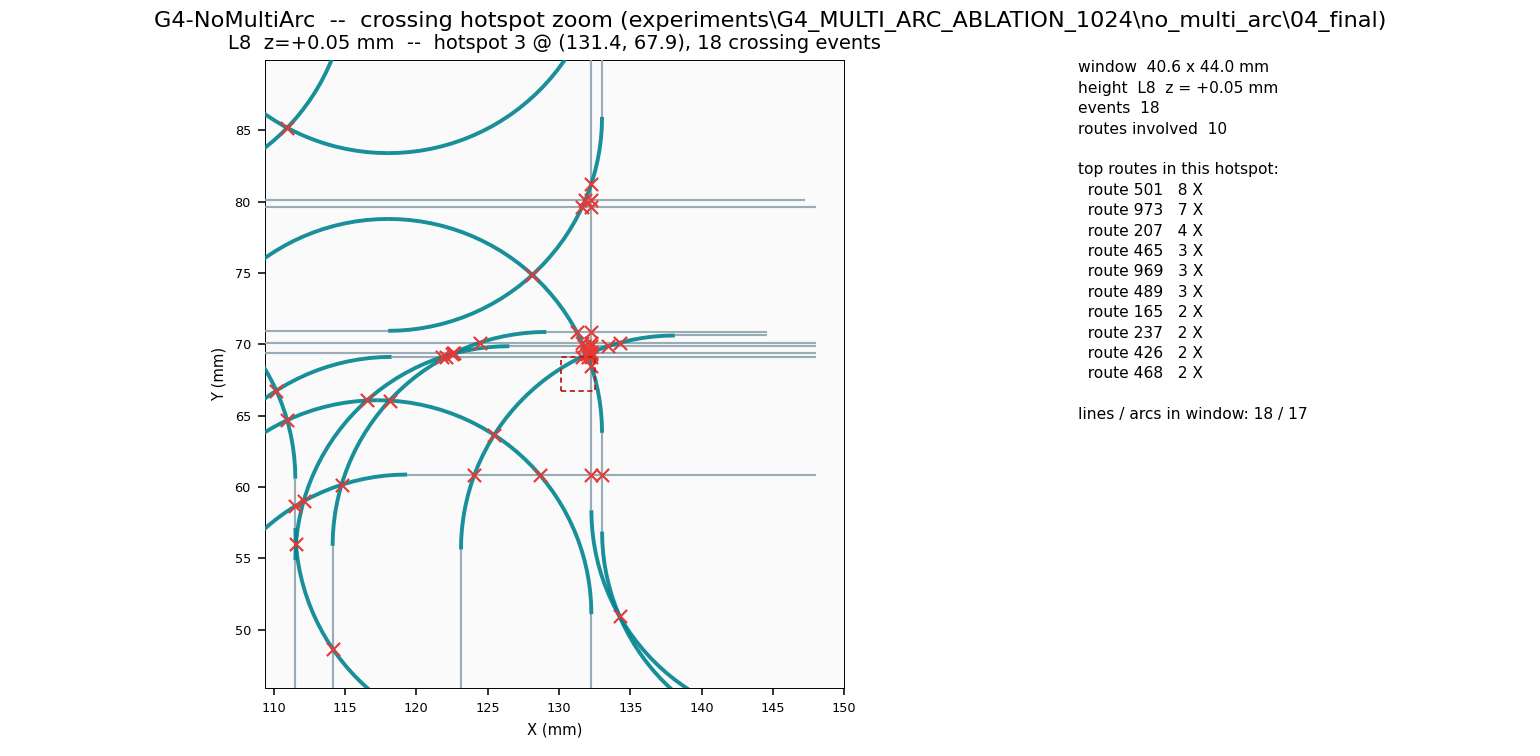 G4-NoMultiArc  --  crossing hotspot zoom (experiments\G4_MULTI_ARC_ABLATION_1024\no_multi_arc\04_final)
L8  z=+0.05 mm  --  hotspot 3 @ (131.4, 67.9), 18 crossing events
window  40.6 x 44.0 mm
height  L8  z = +0.05 mm
events  18
routes involved  10
top routes in this hotspot:
route 501   8 X
route 973   7 X
route 207   4 X
route 465   3 X
route 969   3 X
route 489   3 X
route 165   2 X
route 237   2 X
route 426   2 X
route 468   2 X
lines / arcs in window: 18 / 17
Y (mm)
85
80
75
70
65
60
55
50
110 115 120 125 130 135 140 145 150
X (mm)